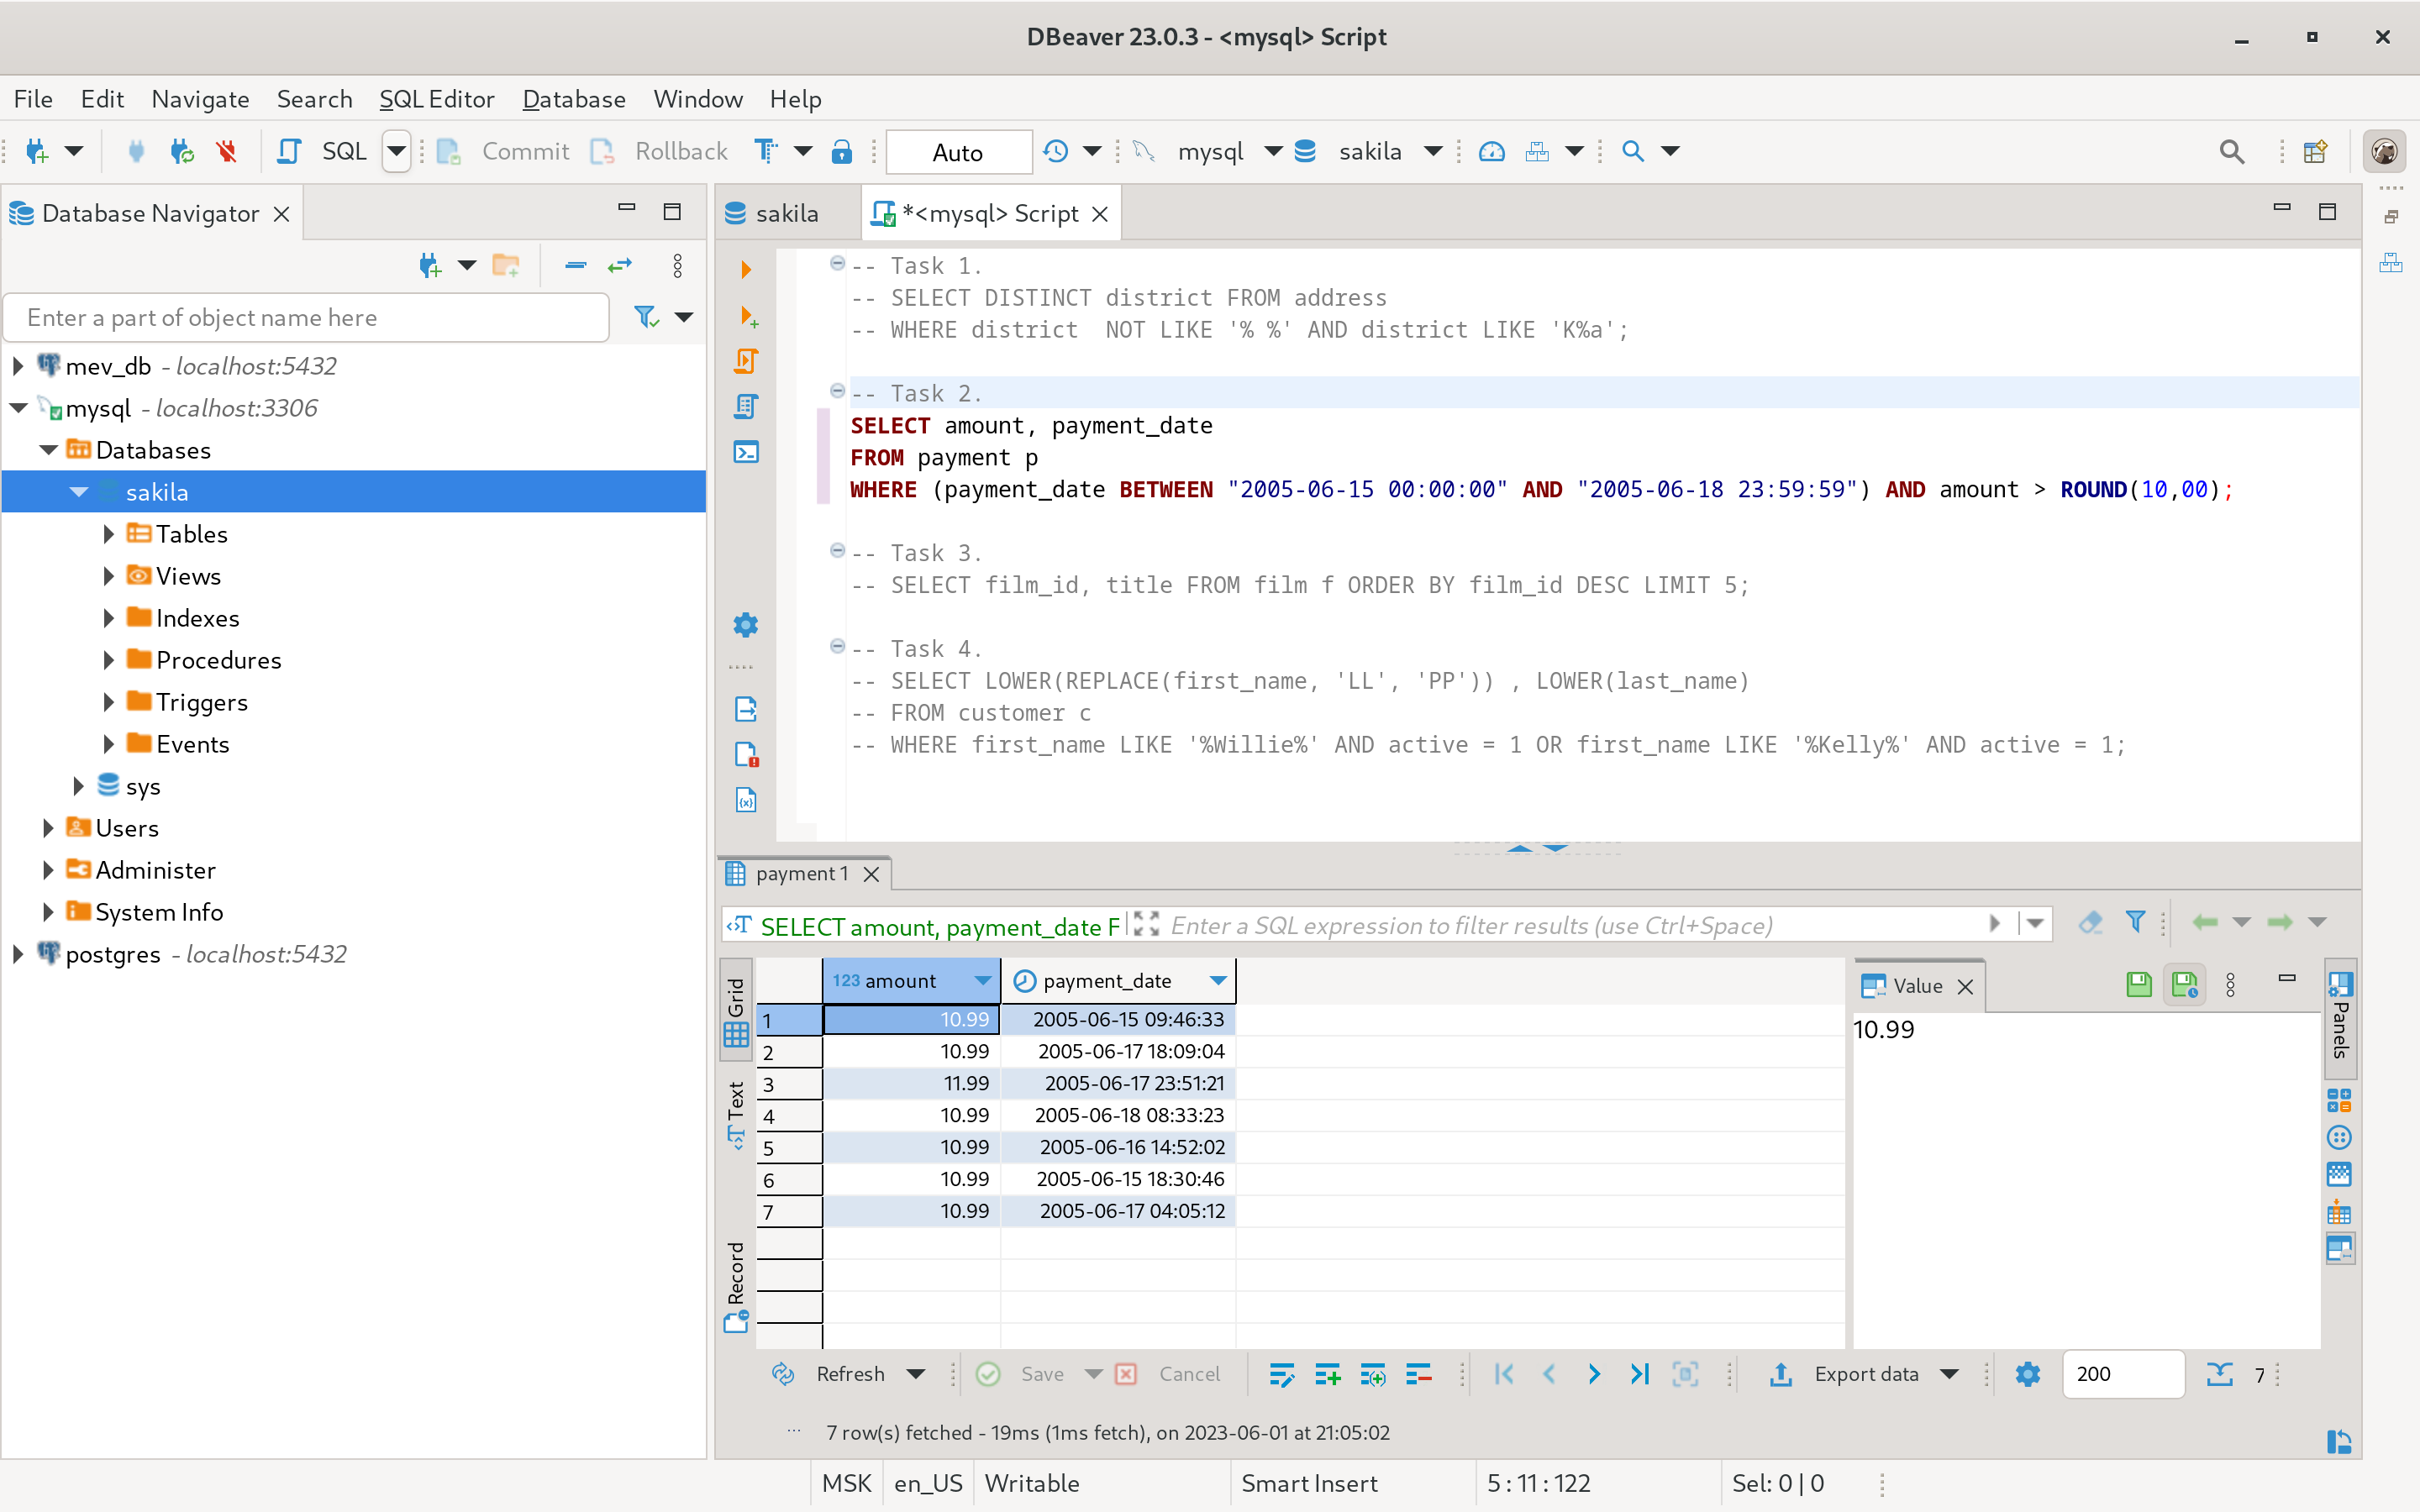 DBeaver 23.0.3 - <mysql> Script
File Edit Navigate Search SQL Editor Database Window Help
SQL Commit Rollback Auto mysql sakila
Database Navigator
Enter a part of object name here
mev_db - localhost:5432
mysql - localhost:3306
Databases
sakila
Tables
Views
Indexes
Procedures
Triggers
Events
sys
Users
Administer
System Info
postgres - localhost:5432
sakila *<mysql> Script
-- Task 1.
-- SELECT DISTINCT district FROM address
-- WHERE district  NOT LIKE '% %' AND district LIKE 'K%a';
-- Task 2.
SELECT amount, payment_date
FROM payment p
WHERE (payment_date BETWEEN "2005-06-15 00:00:00" AND "2005-06-18 23:59:59") AND amount > ROUND(10,00);
-- Task 3.
-- SELECT film_id, title FROM film f ORDER BY film_id DESC LIMIT 5;
-- Task 4.
-- SELECT LOWER(REPLACE(first_name, 'LL', 'PP')) , LOWER(last_name)
-- FROM customer c
-- WHERE first_name LIKE '%Willie%' AND active = 1 OR first_name LIKE '%Kelly%' AND active = 1;
payment 1
SELECT amount, payment_date F Enter a SQL expression to filter results (use Ctrl+Space)
Grid
Text
Record
123 amount payment_date
1 10.99 2005-06-15 09:46:33
2 10.99 2005-06-17 18:09:04
3 11.99 2005-06-17 23:51:21
4 10.99 2005-06-18 08:33:23
5 10.99 2005-06-16 14:52:02
6 10.99 2005-06-15 18:30:46
7 10.99 2005-06-17 04:05:12
Value
10.99
Panels
Refresh Save Cancel Export data 200 7
... 7 row(s) fetched - 19ms (1ms fetch), on 2023-06-01 at 21:05:02
MSK en_US Writable Smart Insert 5 : 11 : 122 Sel: 0 | 0